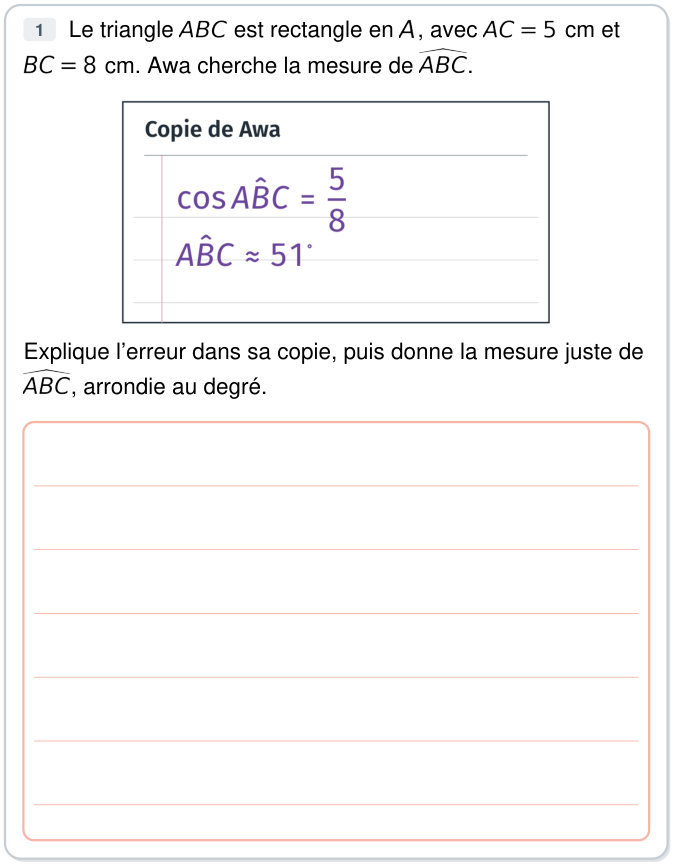 1 Le triangle ABC est rectangle en A, avec AC = 5 cm et
BC = 8 cm. Awa cherche la mesure de \widehat{ABC}.
Copie de Awa
cos AB̂C = 5/8
AB̂C ≈ 51°
Explique l’erreur dans sa copie, puis donne la mesure juste de
\widehat{ABC}, arrondie au degré.